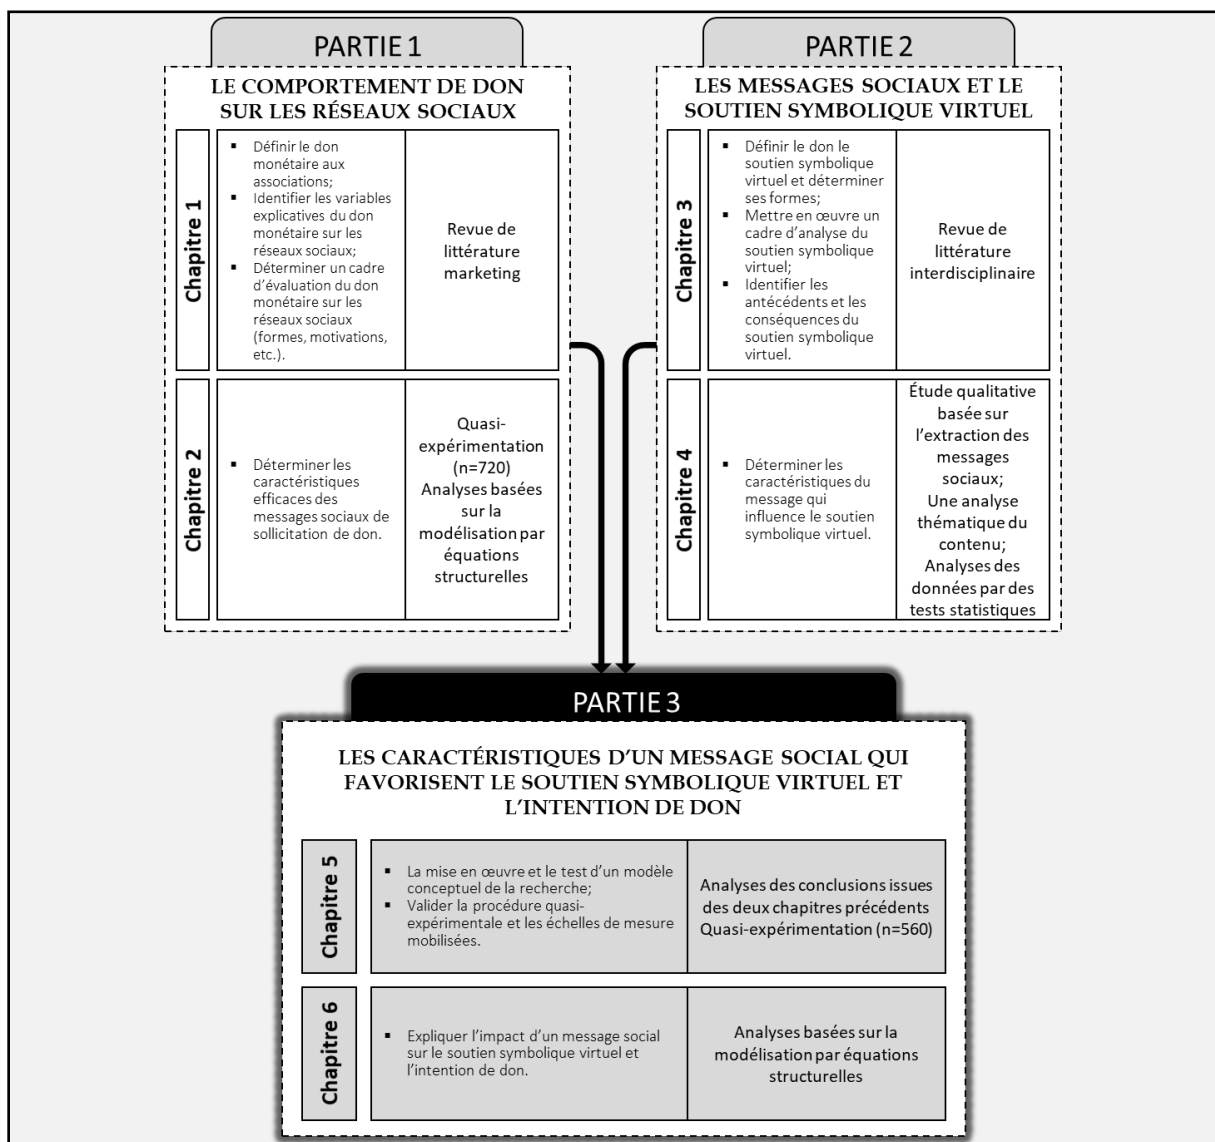 PARTIE 1
LE COMPORTEMENT DE DON
SUR LES RÉSEAUX SOCIAUX
Chapitre 1
▪ Définir le don
monétaire aux
associations;
▪ Identifier les variables
explicatives du don
monétaire sur les
réseaux sociaux;
▪ Déterminer un cadre
d’évaluation du don
monétaire sur les
réseaux sociaux
(formes, motivations,
etc.).
Revue de
littérature
marketing
Chapitre 2
▪ Déterminer les
caractéristiques
efficaces des
messages sociaux de
sollicitation de don.
Quasi-
expérimentation
(n=720)
Analyses basées
sur la
modélisation par
équations
structurelles
PARTIE 2
LES MESSAGES SOCIAUX ET LE
SOUTIEN SYMBOLIQUE VIRTUEL
Chapitre 3
▪ Définir le don le
soutien symbolique
virtuel et déterminer
ses formes;
▪ Mettre en œuvre un
cadre d’analyse du
soutien symbolique
virtuel;
▪ Identifier les
antécédents et les
conséquences du
soutien symbolique
virtuel.
Revue de
littérature
interdisciplinaire
Chapitre 4
▪ Déterminer les
caractéristiques du
message qui
influence le soutien
symbolique virtuel.
Étude qualitative
basée sur
l’extraction des
messages
sociaux;
Une analyse
thématique du
contenu;
Analyses des
données par des
tests statistiques
PARTIE 3
LES CARACTÉRISTIQUES D’UN MESSAGE SOCIAL QUI
FAVORISENT LE SOUTIEN SYMBOLIQUE VIRTUEL ET
L’INTENTION DE DON
Chapitre 5
▪ La mise en œuvre et le test d’un modèle
conceptuel de la recherche;
▪ Valider la procédure quasi-
expérimentale et les échelles de mesure
mobilisées.
Analyses des conclusions issues
des deux chapitres précédents
Quasi-expérimentation (n=560)
Chapitre 6
▪ Expliquer l’impact d’un message social
sur le soutien symbolique virtuel et
l’intention de don.
Analyses basées sur la
modélisation par équations
structurelles